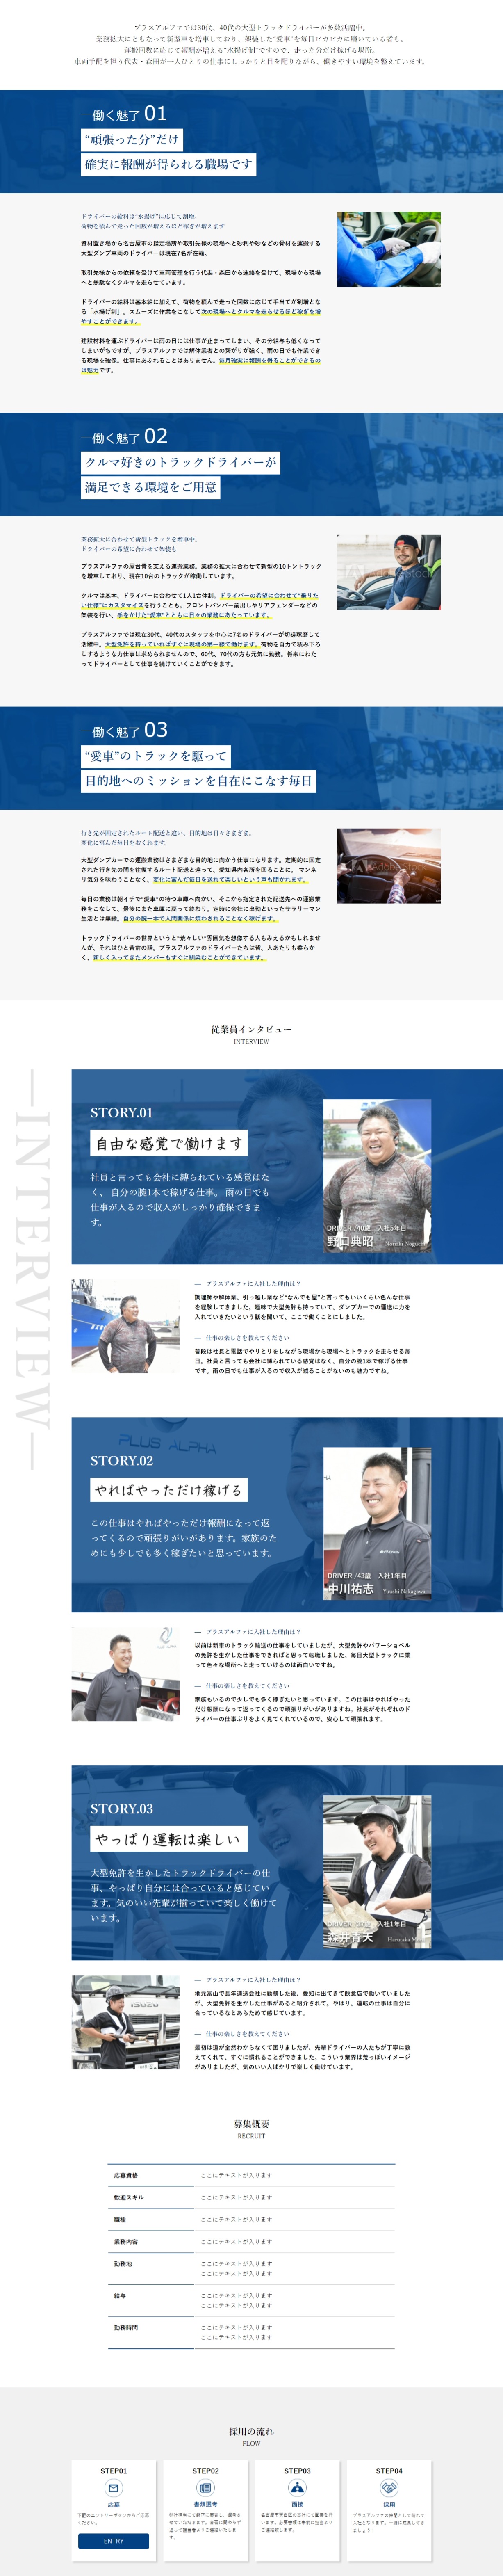 プラスアルファでは30代、40代の大型トラックドライバーが多数活躍中。
業務拡大にともなって新型車を増車しており、架装した“愛車”を毎日ピカピカに磨いている者も。
運搬回数に応じて報酬が増える“水揚げ制”ですので、走った分だけ稼げる場所。
車両手配を担う代表・森田が一人ひとりの仕事にしっかりと目を配りながら、働きやすい環境を整えています。
―働く魅了 01
“頑張った分”だけ
確実に報酬が得られる職場です
ドライバーの給料は“水揚げ”に応じて割増。
荷物を積んで走った回数が増えるほど稼ぎが増えます
資材置き場から名古屋市の指定場所や取引先様の現場へと砂利や砂などの骨材を運搬する
大型ダンプ車両のドライバーは現在7名が在籍。
取引先様からの依頼を受けて車両管理を行う代表・森田から連絡を受けて、現場から現場
へと無駄なくクルマを走らせています。
ドライバーの給料は基本給に加えて、荷物を積んで走った回数に応じて手当てが割増とな
る「水揚げ制」。スムーズに作業をこなして次の現場へとクルマを走らせるほど稼ぎを増
やすことができます。
建設材料を運ぶドライバーは雨の日には仕事が止まってしまい、その分給与も低くなって
しまいがちですが、プラスアルファでは解体業者との繋がりが強く、雨の日でも作業でき
る現場を確保。仕事にあぶれることはありません。毎月確実に報酬を得ることができるの
は魅力です。
―働く魅了 02
クルマ好きのトラックドライバーが
満足できる環境をご用意
業務拡大に合わせて新型トラックを増車中。
ドライバーの希望に合わせて架装も
プラスアルファの屋台骨を支える運搬業務。業務の拡大に合わせて新型の10トントラック
を増車しており、現在10台のトラックが稼働しています。
クルマは基本、ドライバーに合わせて1人1台体制。ドライバーの希望に合わせて“乗りた
い仕様”にカスタマイズを行うことも。フロントバンパー前出しやリアフェンダーなどの
架装を行い、手をかけた“愛車”とともに日々の業務にあたっています。
プラスアルファでは現在30代、40代のスタッフを中心に7名のドライバーが切磋琢磨して
活躍中。大型免許を持っていればすぐに現場の第一線で働けます。荷物を自力で積み下ろ
しするような力仕事は求められませんので、60代、70代の方も元気に勤務。将来にわた
ってドライバーとして仕事を続けていくことができます。
―働く魅了 03
“愛車”のトラックを駆って
目的地へのミッションを自在にこなす毎日
行き先が固定されたルート配送と違い、目的地は日々さまざま。
変化に富んだ毎日をおくれます。
大型ダンプカーでの運搬業務はさまざまな目的地に向かう仕事になります。定期的に固定
された行き先の間を往復するルート配送と違って、愛知県内各所を回ることに。 マンネ
リ気分を味わうことなく、変化に富んだ毎日を送れて楽しいという声も聞かれます。
毎日の業務は朝イチで“愛車”の待つ車庫へ向かい、そこから指定された配送先への運搬業
務をこなして、最後にまた車庫に戻って終わり。定時に会社に出勤といったサラリーマン
生活とは無縁。自分の腕一本で人間関係に煩わされることなく稼げます。
トラックドライバーの世界というと“荒々しい”雰囲気を想像する人もみえるかもしれませ
んが、それはひと昔前の話。プラスアルファのドライバーたちは皆、人あたりも柔らか
く、新しく入ってきたメンバーもすぐに馴染むことができています。
従業員インタビュー
INTERVIEW
―INTERVIEW―
STORY.01
自由な感覚で働けます
社員と言っても会社に縛られている感覚はな
く、自分の腕1本で稼げる仕事。 雨の日でも
仕事が入るので収入がしっかり確保できま
す。
DRIVER /40歳　入社5年目
野口典昭
― プラスアルファに入社した理由は？
調理師や解体業、引っ越し業など“なんでも屋”と言ってもいいくらい色んな仕事
を経験してきました。趣味で大型免許も持っていて、ダンプカーでの運送に力を
入れていきたいという話を聞いて、ここで働くことにしました。
― 仕事の楽しさを教えてください
普段は社長と電話でやりとりをしながら現場から現場へとトラックを走らせる毎
日。社員と言っても会社に縛られている感覚はなく、自分の腕1本で稼げる仕事
です。雨の日でも仕事が入るので収入が減ることがないのも魅力ですね。
PLUS ALPHA
STORY.02
やればやっただけ稼げる
この仕事はやればやっただけ報酬になって返
ってくるので頑張りがいがあります。家族のた
めにも少しでも多く稼ぎたいと思っています。
DRIVER /43歳　入社1年目
中川祐志 Yuushi Nakagawa
― プラスアルファに入社した理由は？
以前は新車のトラック輸送の仕事をしていましたが、大型免許やパワーショベル
の免許を生かした仕事をできればと思って転職しました。毎日大型トラックに乗
って色々な場所へと走っていけるのは面白いですね。
― 仕事の楽しさを教えてください
家族もいるので少しでも多く稼ぎたいと思っています。この仕事はやればやった
だけ報酬になって返ってくるので頑張りがいがありますね。社長がそれぞれのド
ライバーの仕事ぶりをよく見てくれているので、安心して頑張れます。
STORY.03
やっぱり運転は楽しい
大型免許を生かしたトラックドライバーの仕
事、やっぱり自分には合っていると感じてい
ます。気のいい先輩が揃っていて楽しく働けて
います。
入社1年目
― プラスアルファに入社した理由は？
地元富山で長年運送会社に勤務した後、愛知に出てきて飲食店で働いていました
が、大型免許を生かした仕事があると紹介されて。やはり、運転の仕事は自分に
合っているなとあらためて感じています。
― 仕事の楽しさを教えてください
最初は道が全然わからなくて困りましたが、先輩ドライバーの人たちが丁寧に教
えてくれて、すぐに慣れることができました。こういう業界は荒っぽいイメージ
がありましたが、気のいい人ばかりで楽しく働けています。
募集概要
RECRUIT
応募資格 ここにテキストが入ります
歓迎スキル ここにテキストが入ります
職種 ここにテキストが入ります
業務内容 ここにテキストが入ります
勤務地 ここにテキストが入ります
ここにテキストが入ります
給与 ここにテキストが入ります
ここにテキストが入ります
勤務時間 ここにテキストが入ります
ここにテキストが入ります
採用の流れ
FLOW
STEP01
応募
下記のエントリーボタンからご応募
ください。
ENTRY
STEP02
書類選考
STEP03
面接
STEP04
採用